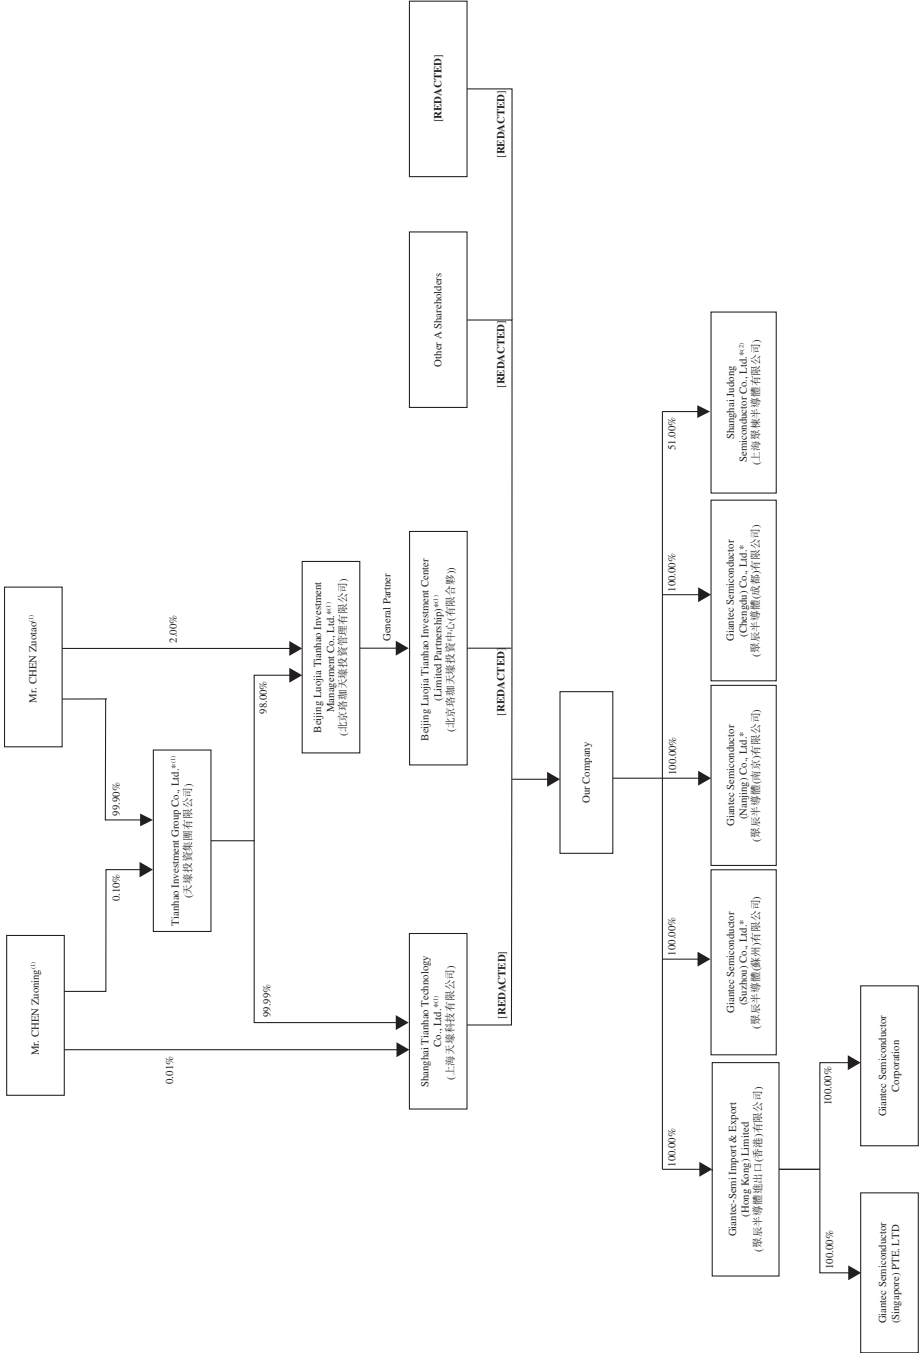 Mr. CHEN Zuoning(1)
Mr. CHEN Zuotao(1)
0.10%
99.90%
Tianhao Investment Group Co., Ltd.*(1)
(天壕投資集團有限公司)
0.01%
99.99%
98.00%
2.00%
Beijing Luojia Tianhao Investment
Management Co., Ltd.*(1)
(北京珞珈天壕投資管理有限公司)
General Partner
Shanghai Tianhao Technology
Co., Ltd.*(1)
(上海天壕科技有限公司)
Beijing Luojia Tianhao Investment Center
(Limited Partnership)*(1)
(北京珞珈天壕投資中心(有限合夥))
Other A Shareholders
[REDACTED]
[REDACTED]
[REDACTED]
[REDACTED]
[REDACTED]
Our Company
100.00%
100.00%
100.00%
100.00%
51.00%
Giantec-Semi Import & Export
(Hong Kong) Limited
(聚辰半導體進出口(香港)有限公司)
Giantec Semiconductor
(Suzhou) Co., Ltd.*
(聚辰半導體(蘇州)有限公司)
Giantec Semiconductor
(Nanjing) Co., Ltd.*
(聚辰半導體(南京)有限公司)
Giantec Semiconductor
(Chengdu) Co., Ltd.*
(聚辰半導體(成都)有限公司)
Shanghai Judong
Semiconductor Co., Ltd.*(2)
(上海聚棟半導體有限公司)
100.00%
100.00%
Giantec Semiconductor
(Singapore) PTE. LTD
Giantec Semiconductor
Corporation